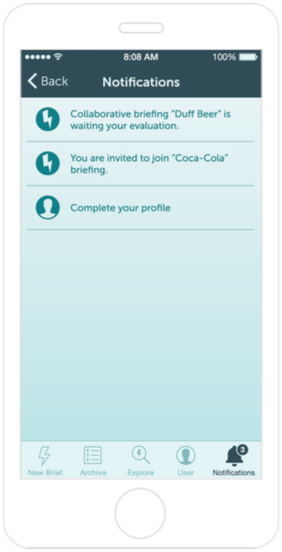 8:08 AM 100%
Back Notifications
Collaborative briefing "Duff Beer" is
waiting your evaluation.
You are invited to join "Coca-Cola"
briefing.
Complete your profile
3
New Brief. Archive Explore User Notifications